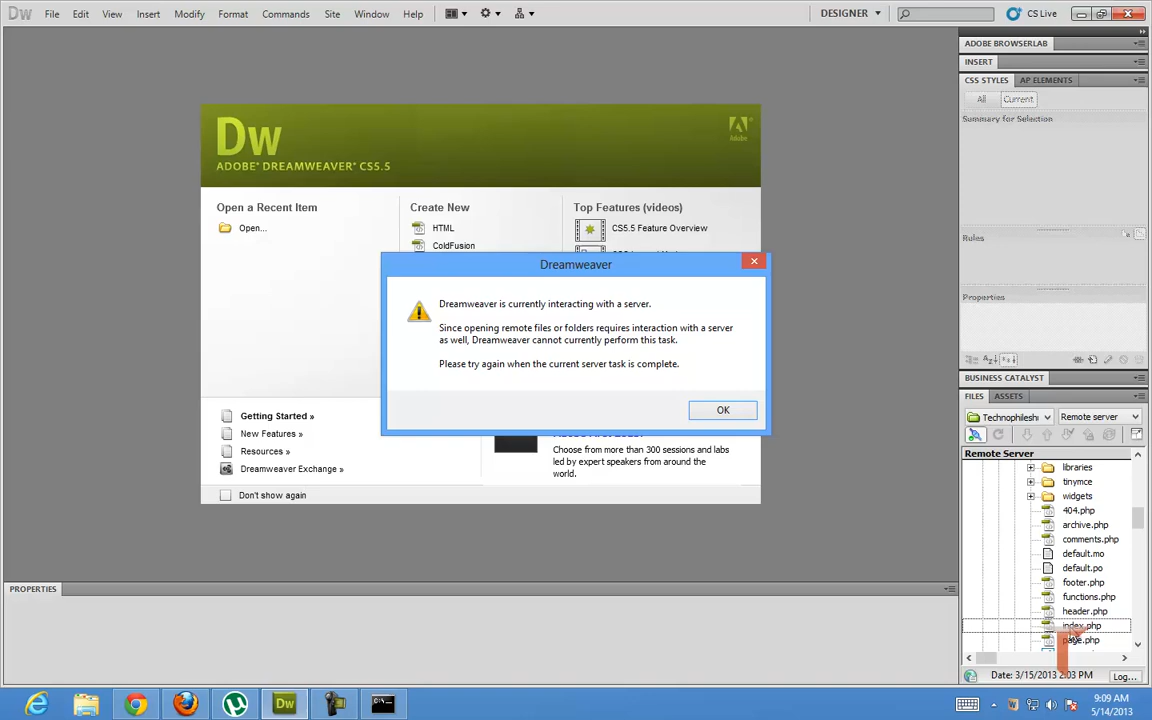 Dw File Edit View Insert Modify Format Commands Site Window Help DESIGNER CS Live
ADOBE BROWSERLAB
INSERT
CSS STYLES AP ELEMENTS
All Current
Summary for Selection
Rules
Properties
BUSINESS CATALYST
FILES ASSETS
Technophilesh Remote server
Remote Server
libraries
tinymce
widgets
404.php
archive.php
comments.php
default.mo
default.po
footer.php
functions.php
header.php
index.php
page.php
Date: 3/15/2013 2:03 PM Log...
Dw
ADOBE® DREAMWEAVER® CS5.5
Adobe
Open a Recent Item
Open...
Create New
HTML
ColdFusion
Top Features (videos)
CS5.5 Feature Overview
Dreamweaver
Dreamweaver is currently interacting with a server.
Since opening remote files or folders requires interaction with a server
as well, Dreamweaver cannot currently perform this task.
Please try again when the current server task is complete.
OK
Getting Started »
New Features »
Resources »
Dreamweaver Exchange »
Choose from more than 300 sessions and labs
led by expert speakers from around the
world.
Don't show again
PROPERTIES
Dw
9:09 AM
5/14/2013